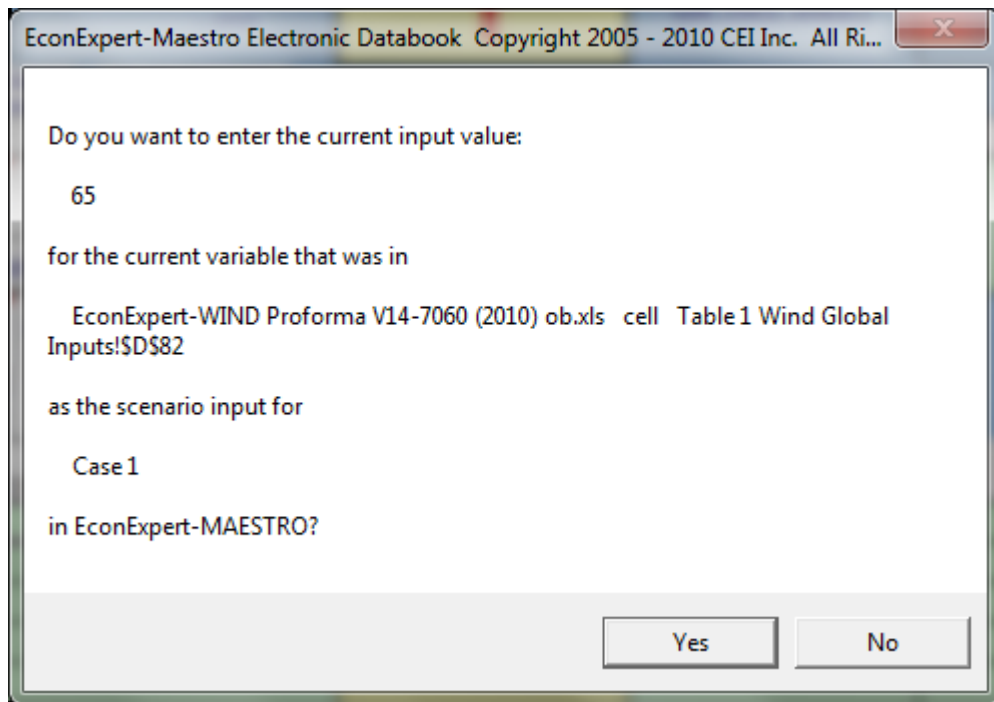 EconExpert-Maestro Electronic Databook Copyright 2005 - 2010 CEI Inc. All Ri...
Do you want to enter the current input value:
65
for the current variable that was in
EconExpert-WIND Proforma V14-7060 (2010) ob.xls cell Table 1 Wind Global
Inputs!$D$82
as the scenario input for
Case 1
in EconExpert-MAESTRO?
Yes
No